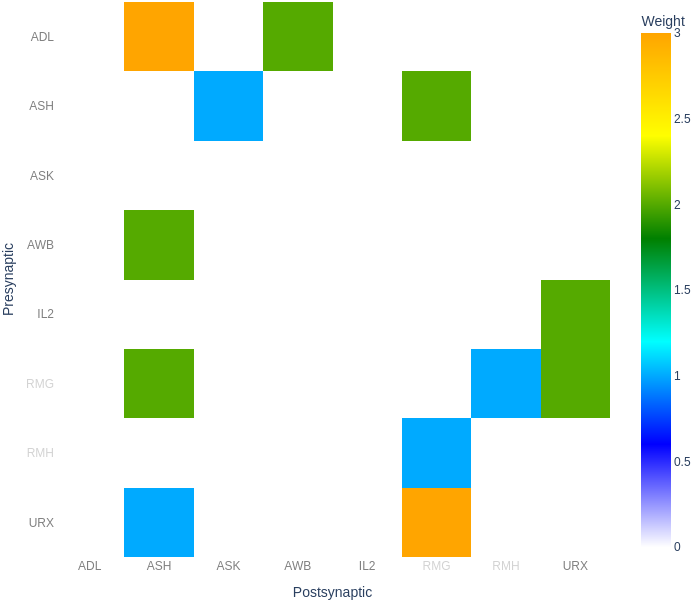 Weight
ADL
ASH
ASK
AWB
IL2
RMG
RMH
URX
Presynaptic
3
2.5
2
1.5
1
0.5
0
ADL ASH ASK AWB IL2 RMG RMH URX
Postsynaptic